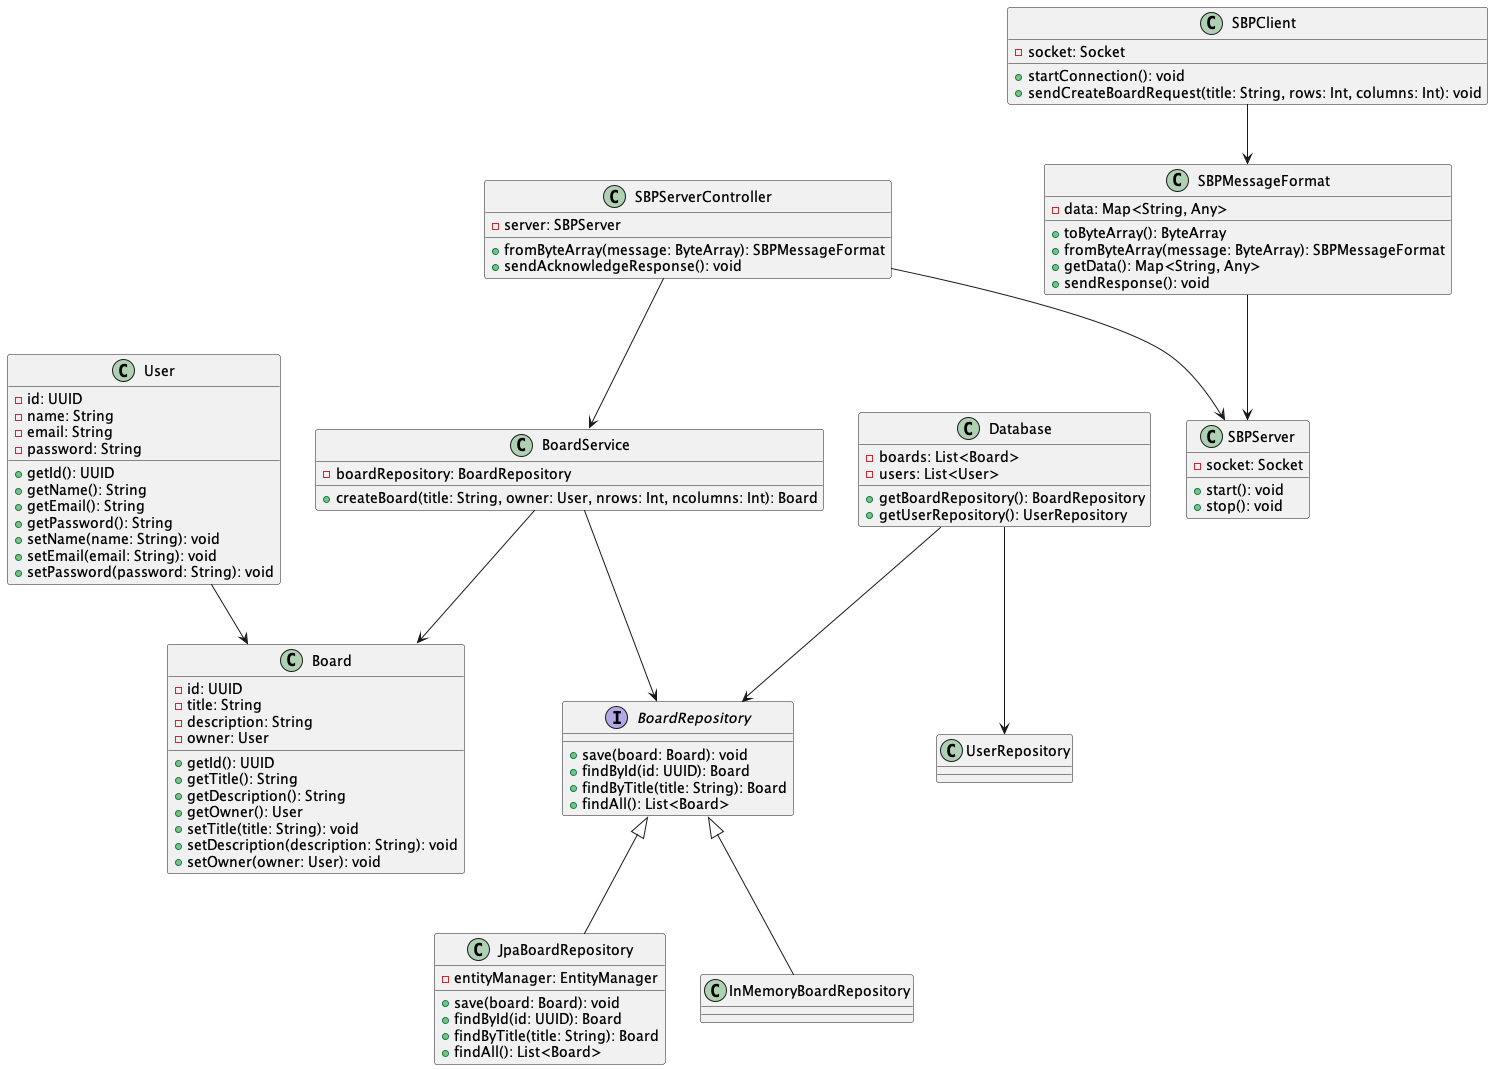 C SBPClient
socket: Socket
startConnection(): void
sendCreateBoardRequest(title: String, rows: Int, columns: Int): void
C SBPMessageFormat
data: Map<String, Any>
toByteArray(): ByteArray
fromByteArray(message: ByteArray): SBPMessageFormat
getData(): Map<String, Any>
sendResponse(): void
C SBPServerController
server: SBPServer
fromByteArray(message: ByteArray): SBPMessageFormat
sendAcknowledgeResponse(): void
C User
id: UUID
name: String
email: String
password: String
getId(): UUID
getName(): String
getEmail(): String
getPassword(): String
setName(name: String): void
setEmail(email: String): void
setPassword(password: String): void
C BoardService
boardRepository: BoardRepository
createBoard(title: String, owner: User, nrows: Int, ncolumns: Int): Board
C Database
boards: List<Board>
users: List<User>
getBoardRepository(): BoardRepository
getUserRepository(): UserRepository
C SBPServer
socket: Socket
start(): void
stop(): void
C Board
id: UUID
title: String
description: String
owner: User
getId(): UUID
getTitle(): String
getDescription(): String
getOwner(): User
setTitle(title: String): void
setDescription(description: String): void
setOwner(owner: User): void
I BoardRepository
save(board: Board): void
findById(id: UUID): Board
findByTitle(title: String): Board
findAll(): List<Board>
C UserRepository
C JpaBoardRepository
entityManager: EntityManager
save(board: Board): void
findById(id: UUID): Board
findByTitle(title: String): Board
findAll(): List<Board>
C InMemoryBoardRepository